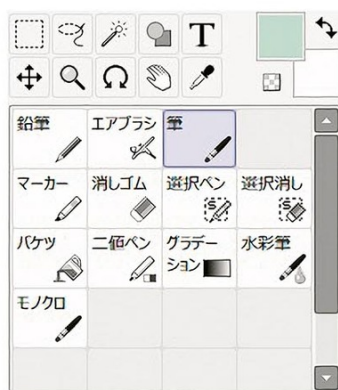 T
鉛筆
エアブラシ
筆
マーカー
消しゴム
選択ペン
選択消し
バケツ
二値ペン
グラデー
ション
水彩筆
モノクロ